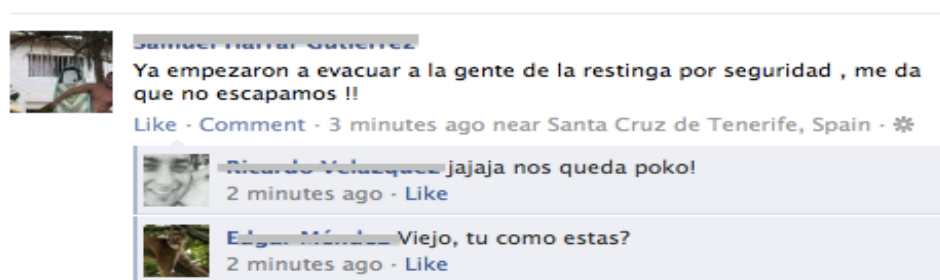 Ya empezaron a evacuar a la gente de la restinga por seguridad , me da
que no escapamos !!
Like · Comment · 3 minutes ago near Santa Cruz de Tenerife, Spain ·
jajaja nos queda poko!
2 minutes ago · Like
Viejo, tu como estas?
2 minutes ago · Like